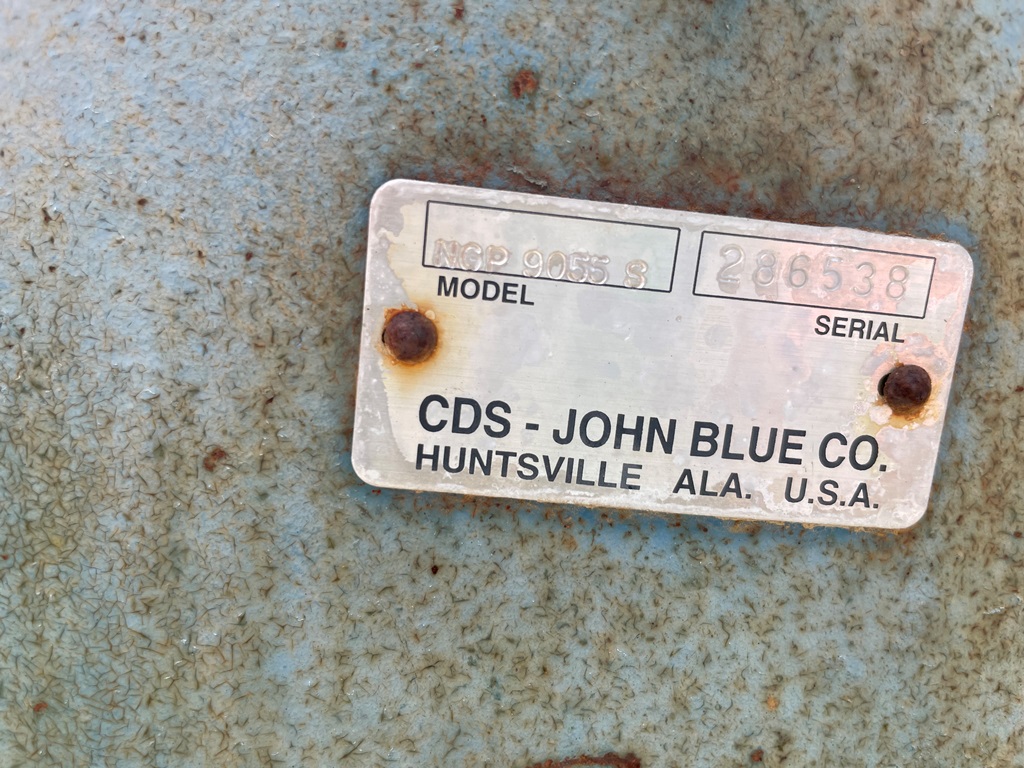 NGP 9055 S 286538
MODEL SERIAL
CDS - JOHN BLUE CO.
HUNTSVILLE ALA. U.S.A.